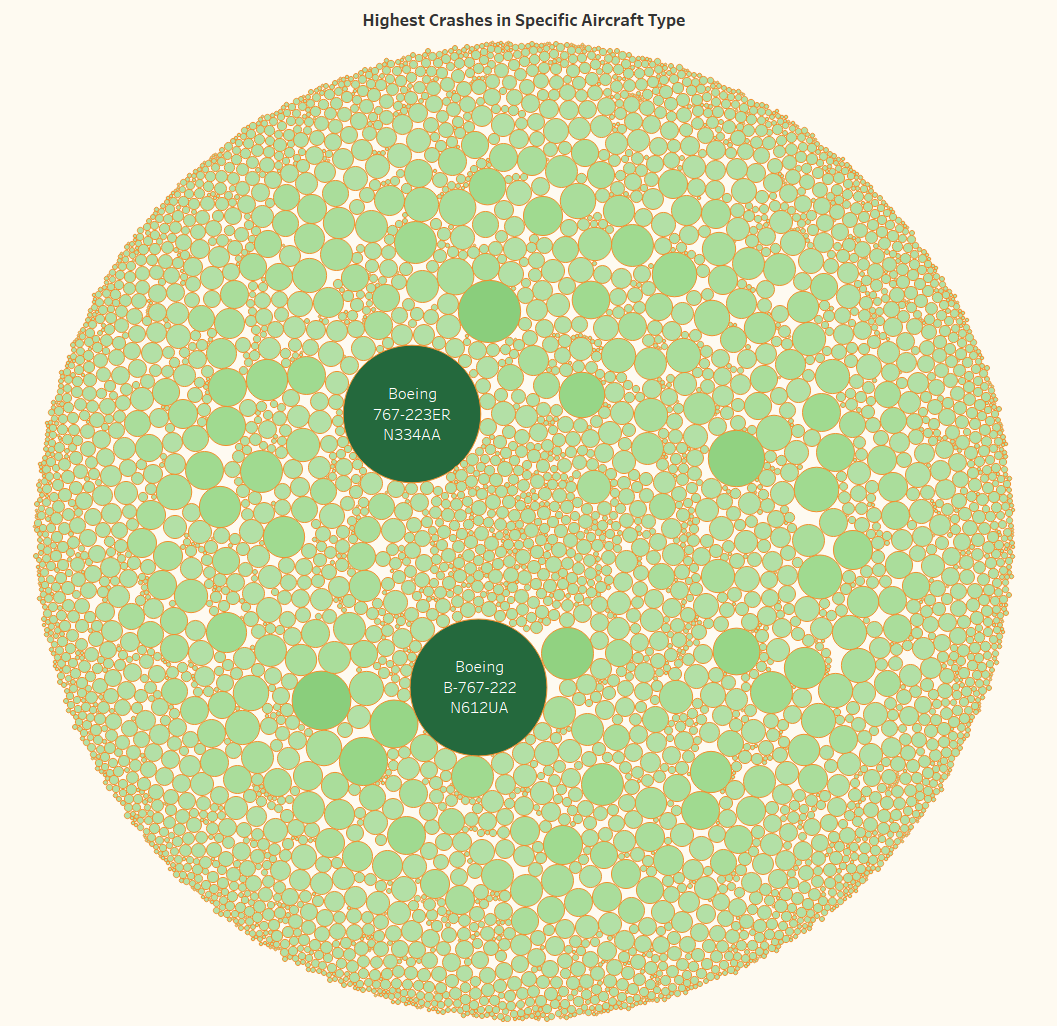 Highest Crashes in Specific Aircraft Type
Boeing
767-223ER
N334AA
Boeing
B-767-222
N612UA